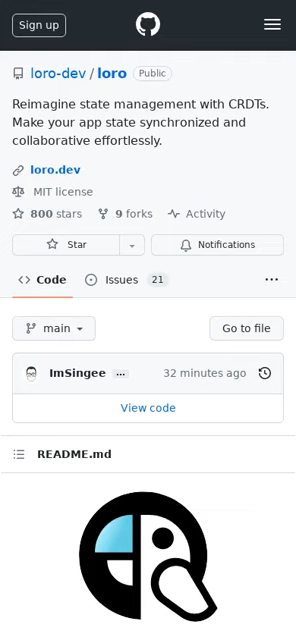 Sign up
loro-dev / loro Public
Reimagine state management with CRDTs.
Make your app state synchronized and
collaborative effortlessly.
loro.dev
MIT license
800 stars 9 forks Activity
Star Notifications
Code Issues 21 ...
main Go to file
ImSingee ... 32 minutes ago
View code
README.md